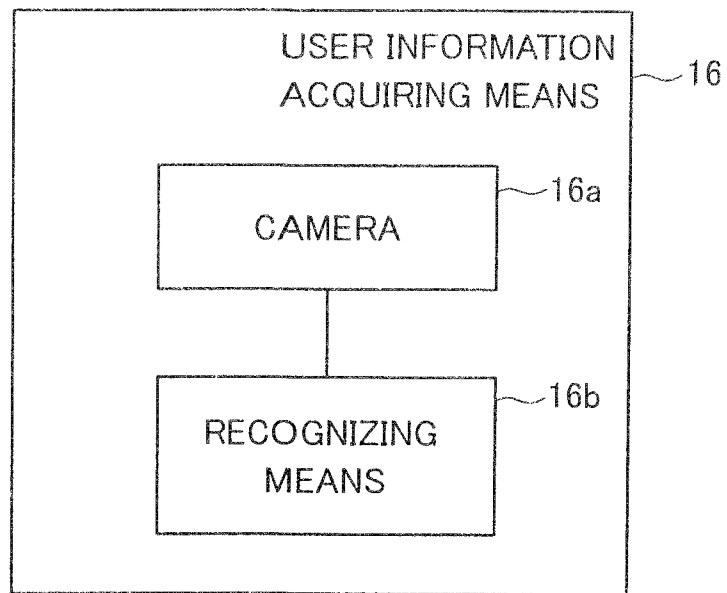 USER INFORMATION
ACQUIRING MEANS
16
16a
CAMERA
16b
RECOGNIZING
MEANS